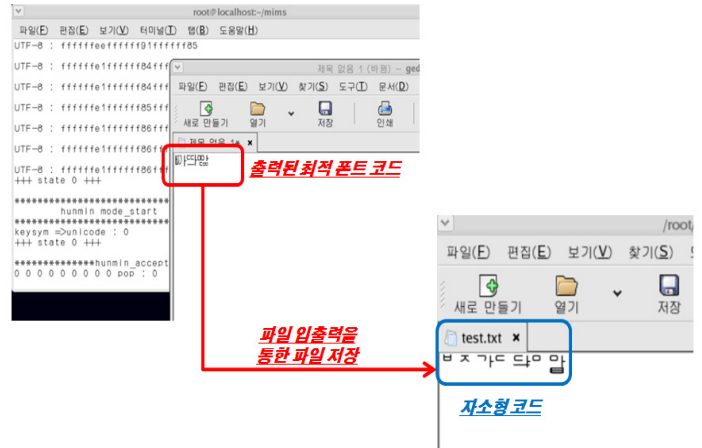 root@localhost:~/mims
파일(F) 편집(E) 보기(V) 터미널(T) 탭(B) 도움말(H)
UTF-8 : ffffffeeffffff91ffffff85
UTF-8 : ffffffe1ffffff84fff
UTF-8 : ffffffe1ffffff84fff
UTF-8 : ffffffe1ffffff85fff
UTF-8 : ffffffe1ffffff86fff
UTF-8 : ffffffe1ffffff86fff
UTF-8 : ffffffe1ffffff86fff
+++ state 0 +++
hunmin mode_start
keysym =>unicode : 0
+++ state 0 +++
**************hunmin_accept
0 0 0 0 0 0 0 0 0 pop : 0
제목 없음 1 (바뀜) - ged
파일(F) 편집(E) 보기(V) 찾기(S) 도구(T) 문서(D)
새로 만들기 열기 저장 인쇄
제목 없음 1*
출력된 최적 폰트 코드
파일 입출력을
통한 파일 저장
/root/
파일(F) 편집(E) 보기(V) 찾기(S)
새로 만들기 열기 저장
test.txt
자소형 코드